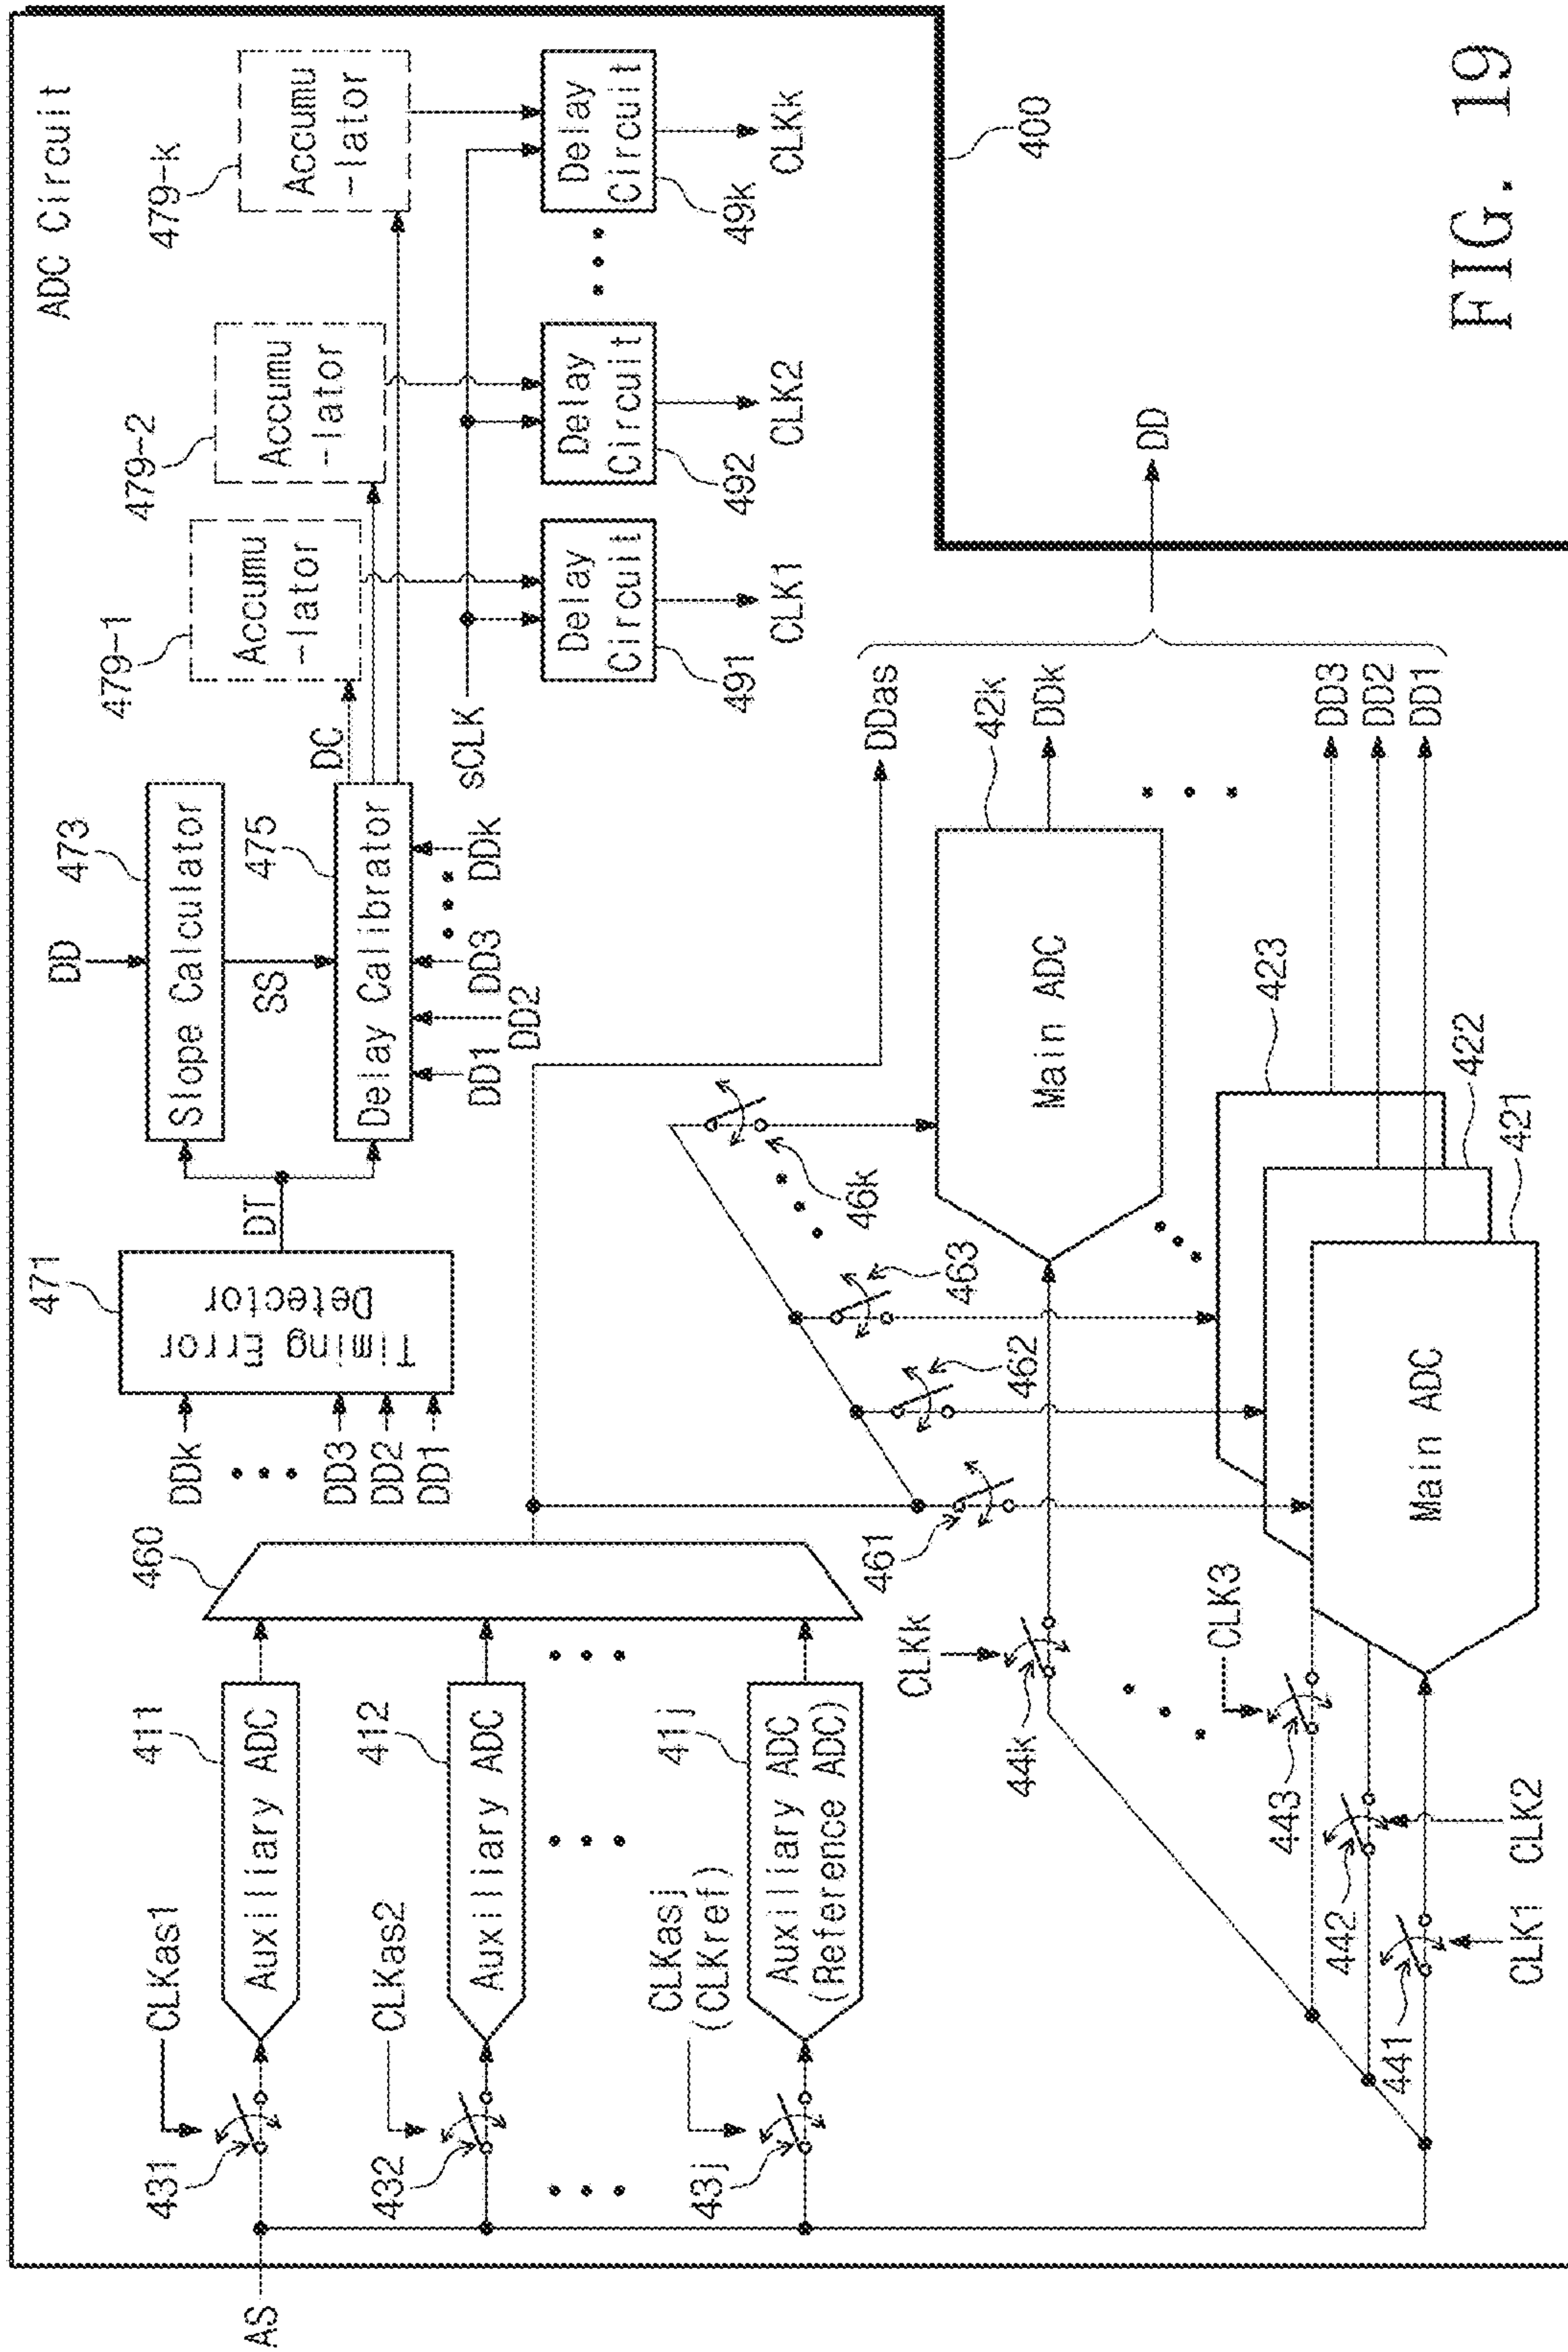 ADC Circuit
AS
431
CLKas1
411
Auxiliary ADC
432
CLKas2
412
Auxiliary ADC
43j
CLKasj
(CLKref)
41j
Auxiliary ADC
(Reference ADC)
460
DDk
DD3
DD2
DD1
471
Timing Error
Detector
DT
DD
473
Slope Calculator
SS
475
Delay Calibrator
DD1
DD2
DD3
DDk
DC
479-1
Accumu
-lator
479-2
Accumu
-lator
479-k
Accumu
-lator
sCLK
491
Delay
Circuit
CLK1
492
Delay
Circuit
CLK2
49k
Delay
Circuit
CLKk
400
461
462
463
46k
DDas
CLKk
44k
Main ADC
42k
DDk
CLK3
443
442
CLK2
441
CLK1
Main ADC
421
422
423
DD3
DD2
DD1
DD
FIG. 19